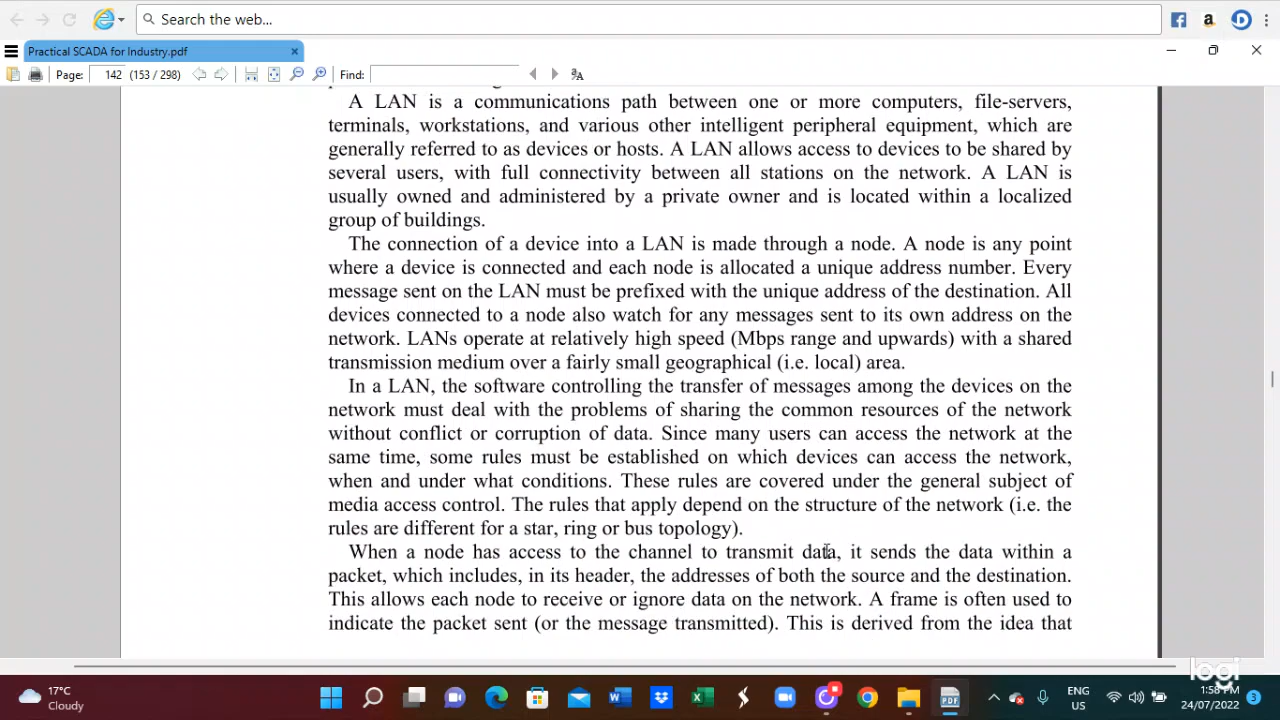 Search the web...
Practical SCADA for Industry.pdf
Page: 142 (153 / 298) Find:
A LAN is a communications path between one or more computers, file-servers,
terminals, workstations, and various other intelligent peripheral equipment, which are
generally referred to as devices or hosts. A LAN allows access to devices to be shared by
several users, with full connectivity between all stations on the network. A LAN is
usually owned and administered by a private owner and is located within a localized
group of buildings.
The connection of a device into a LAN is made through a node. A node is any point
where a device is connected and each node is allocated a unique address number. Every
message sent on the LAN must be prefixed with the unique address of the destination. All
devices connected to a node also watch for any messages sent to its own address on the
network. LANs operate at relatively high speed (Mbps range and upwards) with a shared
transmission medium over a fairly small geographical (i.e. local) area.
In a LAN, the software controlling the transfer of messages among the devices on the
network must deal with the problems of sharing the common resources of the network
without conflict or corruption of data. Since many users can access the network at the
same time, some rules must be established on which devices can access the network,
when and under what conditions. These rules are covered under the general subject of
media access control. The rules that apply depend on the structure of the network (i.e. the
rules are different for a star, ring or bus topology).
When a node has access to the channel to transmit data, it sends the data within a
packet, which includes, in its header, the addresses of both the source and the destination.
This allows each node to receive or ignore data on the network. A frame is often used to
indicate the packet sent (or the message transmitted). This is derived from the idea that
logi
17°C
Cloudy
ENG
US
1:58 PM
24/07/2022
3